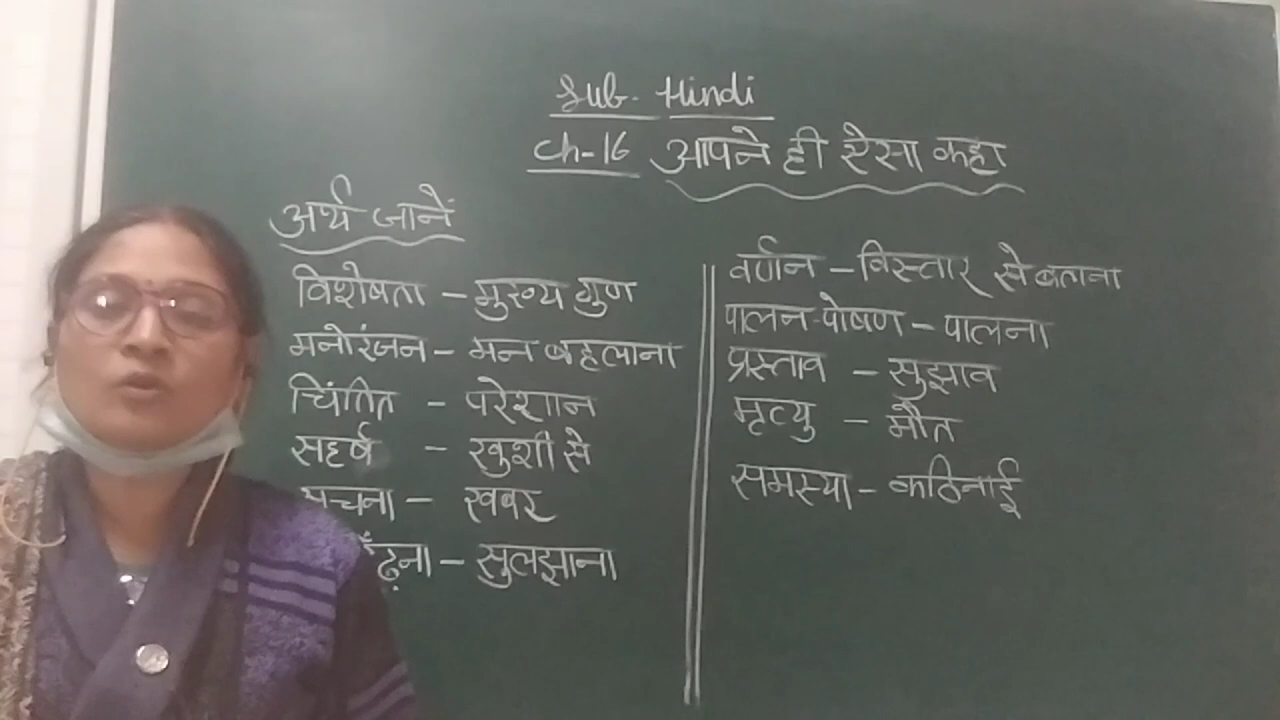 Sub- Hindi
Ch-16 आपने ही ऐसा कहा
अर्थ जानें
विशेषता - मुख्य गुण
मनोरंजन - मन बहलाना
चिंतित - परेशान
सहर्ष - खुशी से
सूचना - खबर
ढ़ना - सुलझाना
वर्णन - विस्तार से बताना
पालन-पोषण - पालना
प्रस्ताव - सुझाव
मृत्यु - मौत
समस्या - कठिनाई